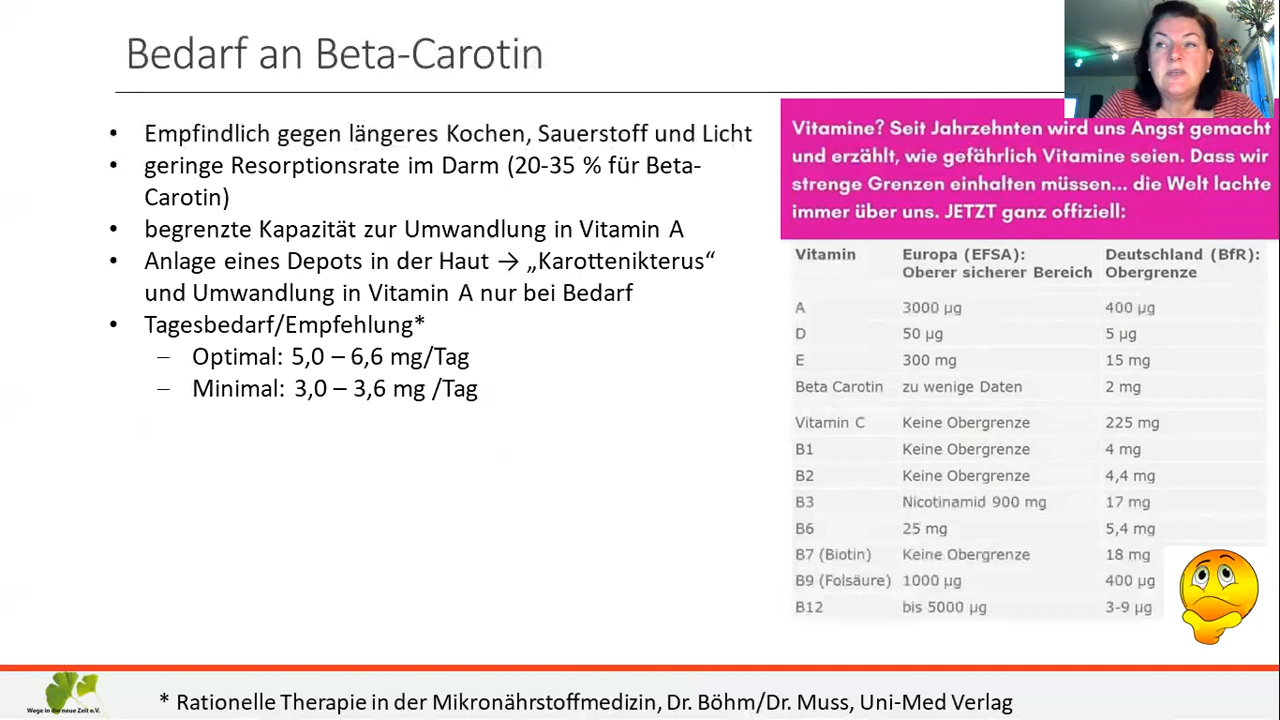 Bedarf an Beta-Carotin
• Empfindlich gegen längeres Kochen, Sauerstoff und Licht
• geringe Resorptionsrate im Darm (20-35 % für Beta-
Carotin)
• begrenzte Kapazität zur Umwandlung in Vitamin A
• Anlage eines Depots in der Haut → „Karottenikterus“
und Umwandlung in Vitamin A nur bei Bedarf
• Tagesbedarf/Empfehlung*
– Optimal: 5,0 – 6,6 mg/Tag
– Minimal: 3,0 – 3,6 mg /Tag
Vitamine? Seit Jahrzehnten wird uns Angst gemacht
und erzählt, wie gefährlich Vitamine seien. Dass wir
strenge Grenzen einhalten müssen... die Welt lachte
immer über uns. JETZT ganz offiziell:
Vitamin Europa (EFSA): Deutschland (BfR):
Oberer sicherer Bereich Obergrenze
A 3000 µg 400 µg
D 50 µg 5 µg
E 300 mg 15 mg
Beta Carotin zu wenige Daten 2 mg
Vitamin C Keine Obergrenze 225 mg
B1 Keine Obergrenze 4 mg
B2 Keine Obergrenze 4,4 mg
B3 Nicotinamid 900 mg 17 mg
B6 25 mg 5,4 mg
B7 (Biotin) Keine Obergrenze 18 mg
B9 (Folsäure) 1000 µg 400 µg
B12 bis 5000 µg 3-9 µg
Wege in die neue Zeit e.V.
* Rationelle Therapie in der Mikronährstoffmedizin, Dr. Böhm/Dr. Muss, Uni-Med Verlag